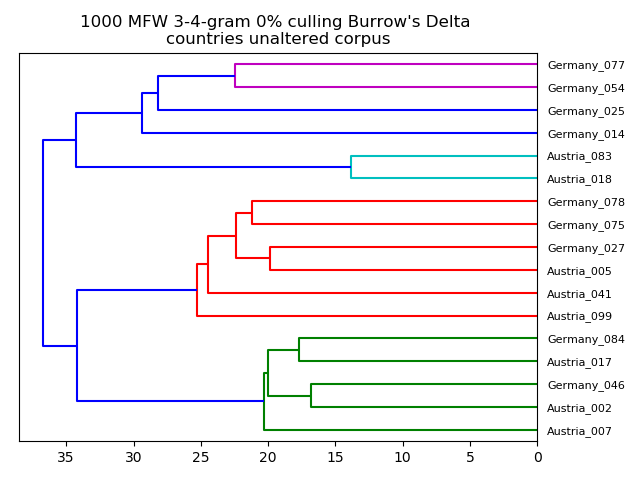 1000 MFW 3-4-gram 0% culling Burrow's Delta
countries unaltered corpus
Germany_077
Germany_054
Germany_025
Germany_014
Austria_083
Austria_018
Germany_078
Germany_075
Germany_027
Austria_005
Austria_041
Austria_099
Germany_084
Austria_017
Germany_046
Austria_002
Austria_007
35 30 25 20 15 10 5 0